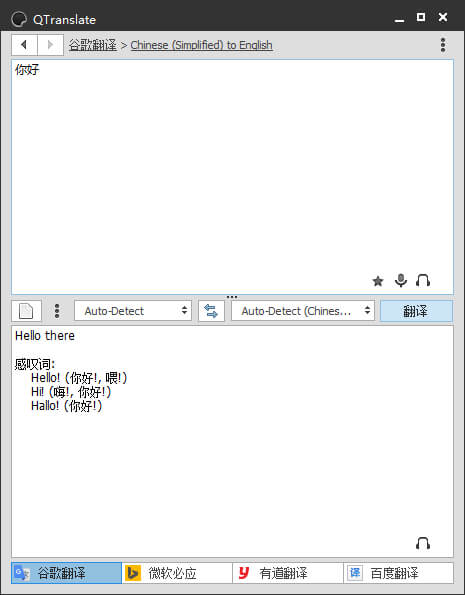 QTranslate
谷歌翻译 > Chinese (Simplified) to English
你好
Auto-Detect
Auto-Detect (Chines...
翻译
Hello there
感叹词:
Hello! (你好!, 喂!)
Hi! (嗨!, 你好!)
Hallo! (你好!)
谷歌翻译
微软必应
有道翻译
译 百度翻译